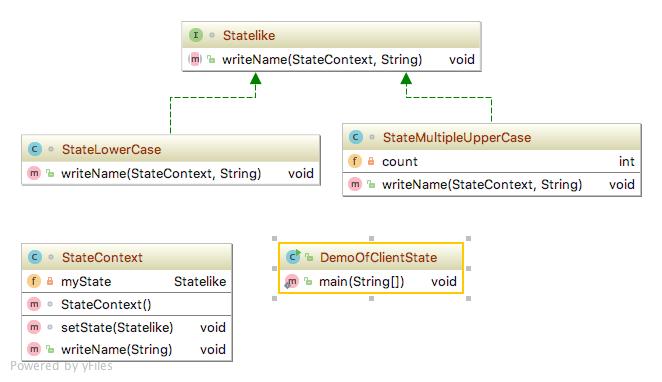 Statelike
writeName(StateContext, String) void
StateLowerCase
writeName(StateContext, String) void
StateMultipleUpperCase
count int
writeName(StateContext, String) void
StateContext
myState Statelike
StateContext()
setState(Statelike) void
writeName(String) void
DemoOfClientState
main(String[]) void
Powered by yFiles